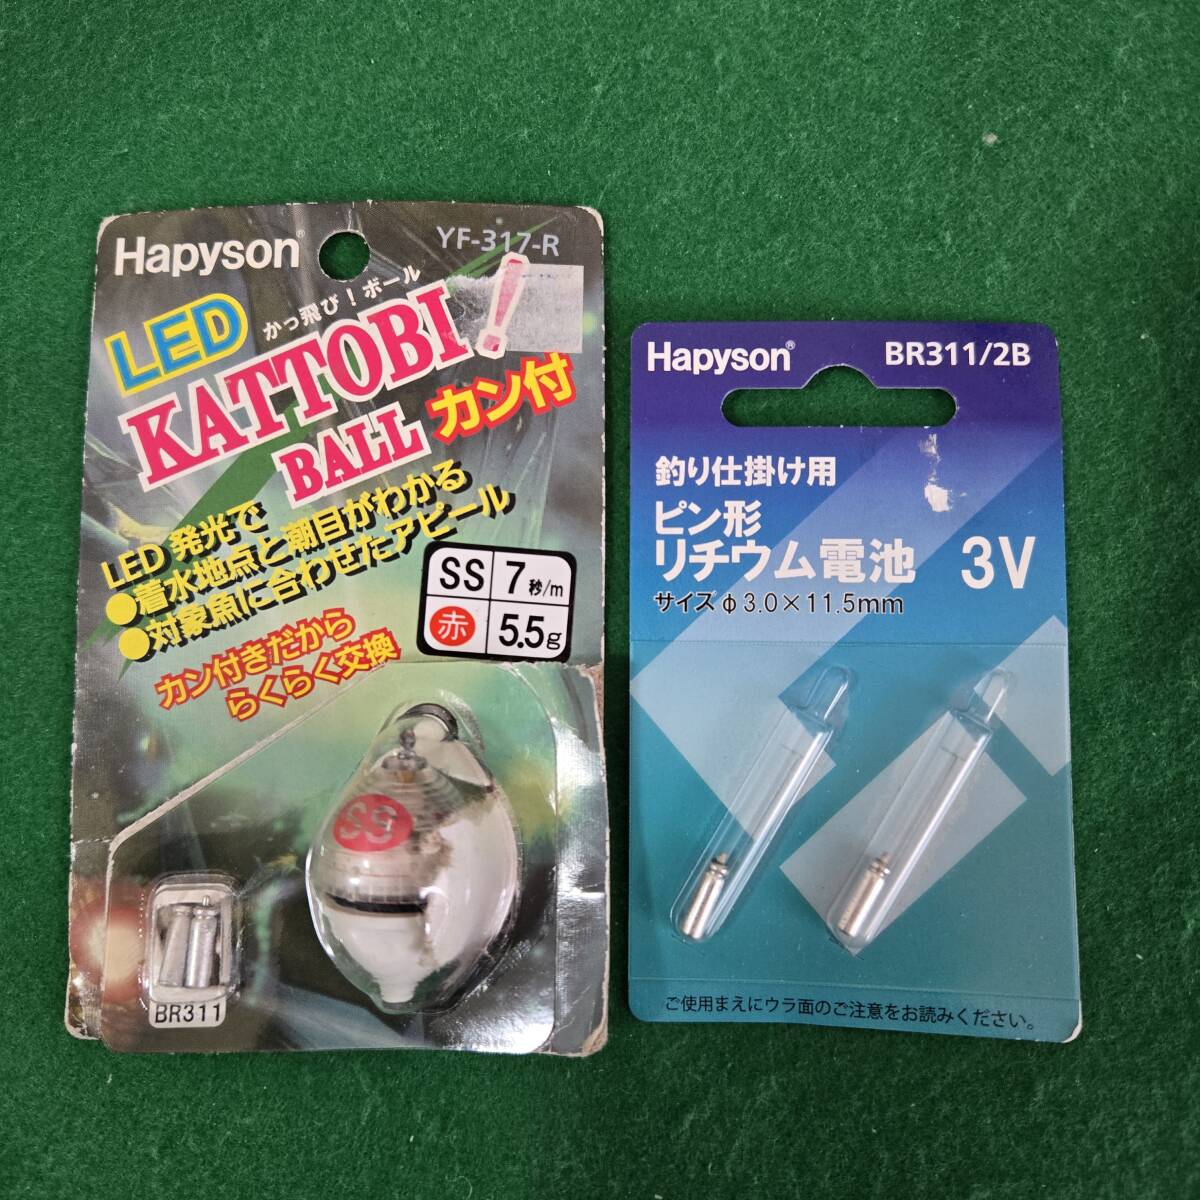 Hapyson®
YF-317-R
LED
かっ飛び！ボール
KATTOBI!
BALL
カン付
LED 発光で
●着水地点と潮目がわかる
●対象魚に合わせたアピール
SS 7秒/m
赤 5.5g
カン付きだから
らくらく交換
SS
BR311
Hapyson®
BR311/2B
釣り仕掛け用
ピン形
リチウム電池 3V
サイズ φ3.0×11.5mm
ご使用まえにウラ面のご注意をお読みください。